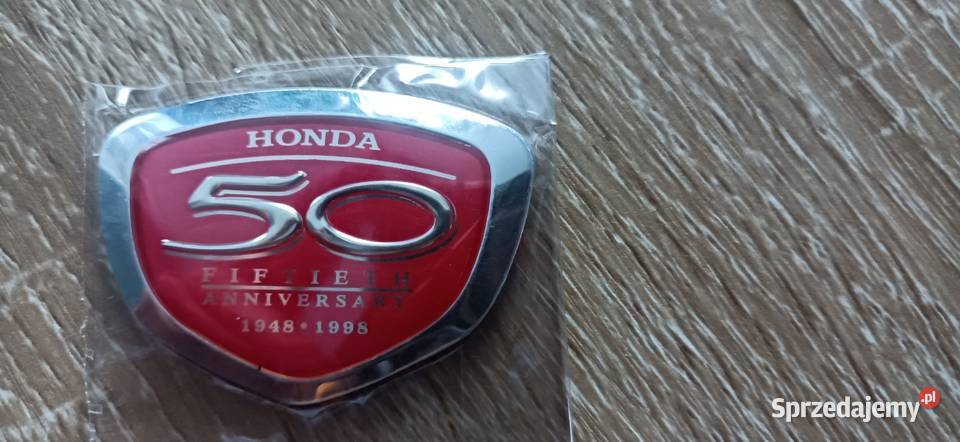 HONDA
50
FIFTIETH
ANNIVERSARY
1948 • 1998
Sprzedajemy.pl